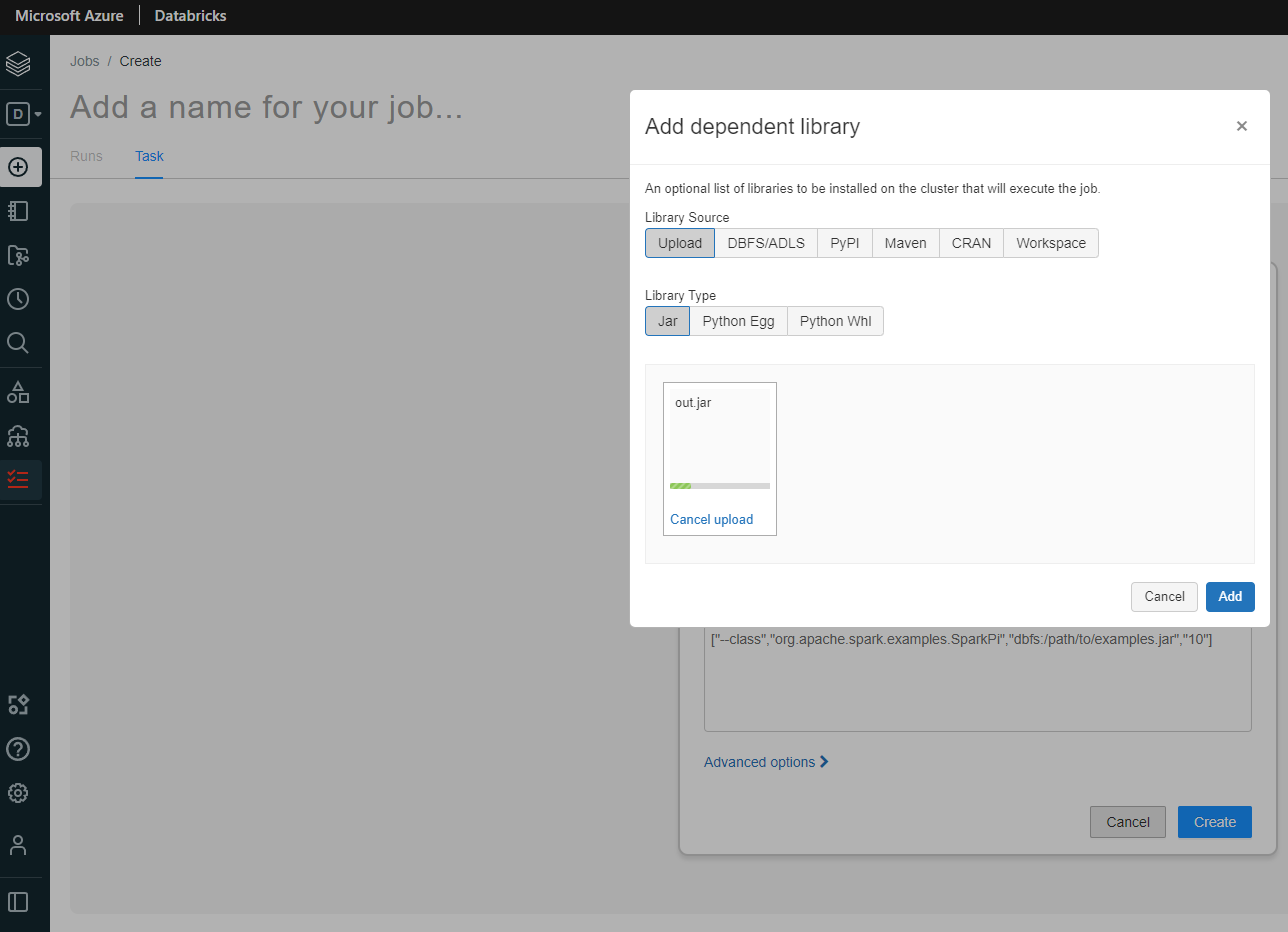 Microsoft Azure Databricks
Jobs / Create
Add a name for your job...
D
Runs Task
Add dependent library
×
An optional list of libraries to be installed on the cluster that will execute the job.
Library Source
Upload DBFS/ADLS PyPI Maven CRAN Workspace
Library Type
Jar Python Egg Python Whl
out.jar
Cancel upload
Cancel Add
["--class","org.apache.spark.examples.SparkPi","dbfs:/path/to/examples.jar","10"]
Advanced options
Cancel Create